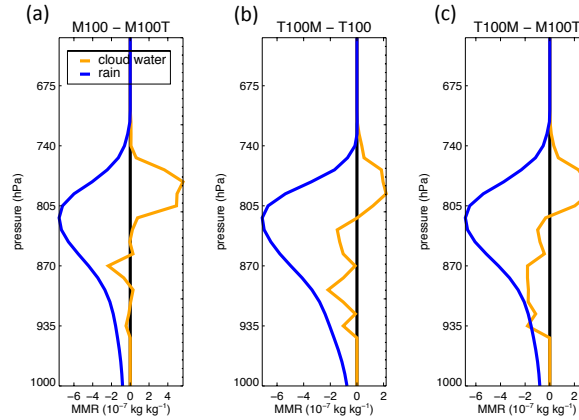 (a)
M100 – M100T
cloud water
rain
675
740
805
870
935
1000
pressure (hPa)
−6 −4 −2 0 2 4
MMR (10⁻⁷ kg kg⁻¹)
(b)
T100M – T100
675
740
805
870
935
1000
pressure (hPa)
−6 −4 −2 0 2
MMR (10⁻⁷ kg kg⁻¹)
(c)
T100M – M100T
675
740
805
870
935
1000
pressure (hPa)
−6 −4 −2 0 2
MMR (10⁻⁷ kg kg⁻¹)